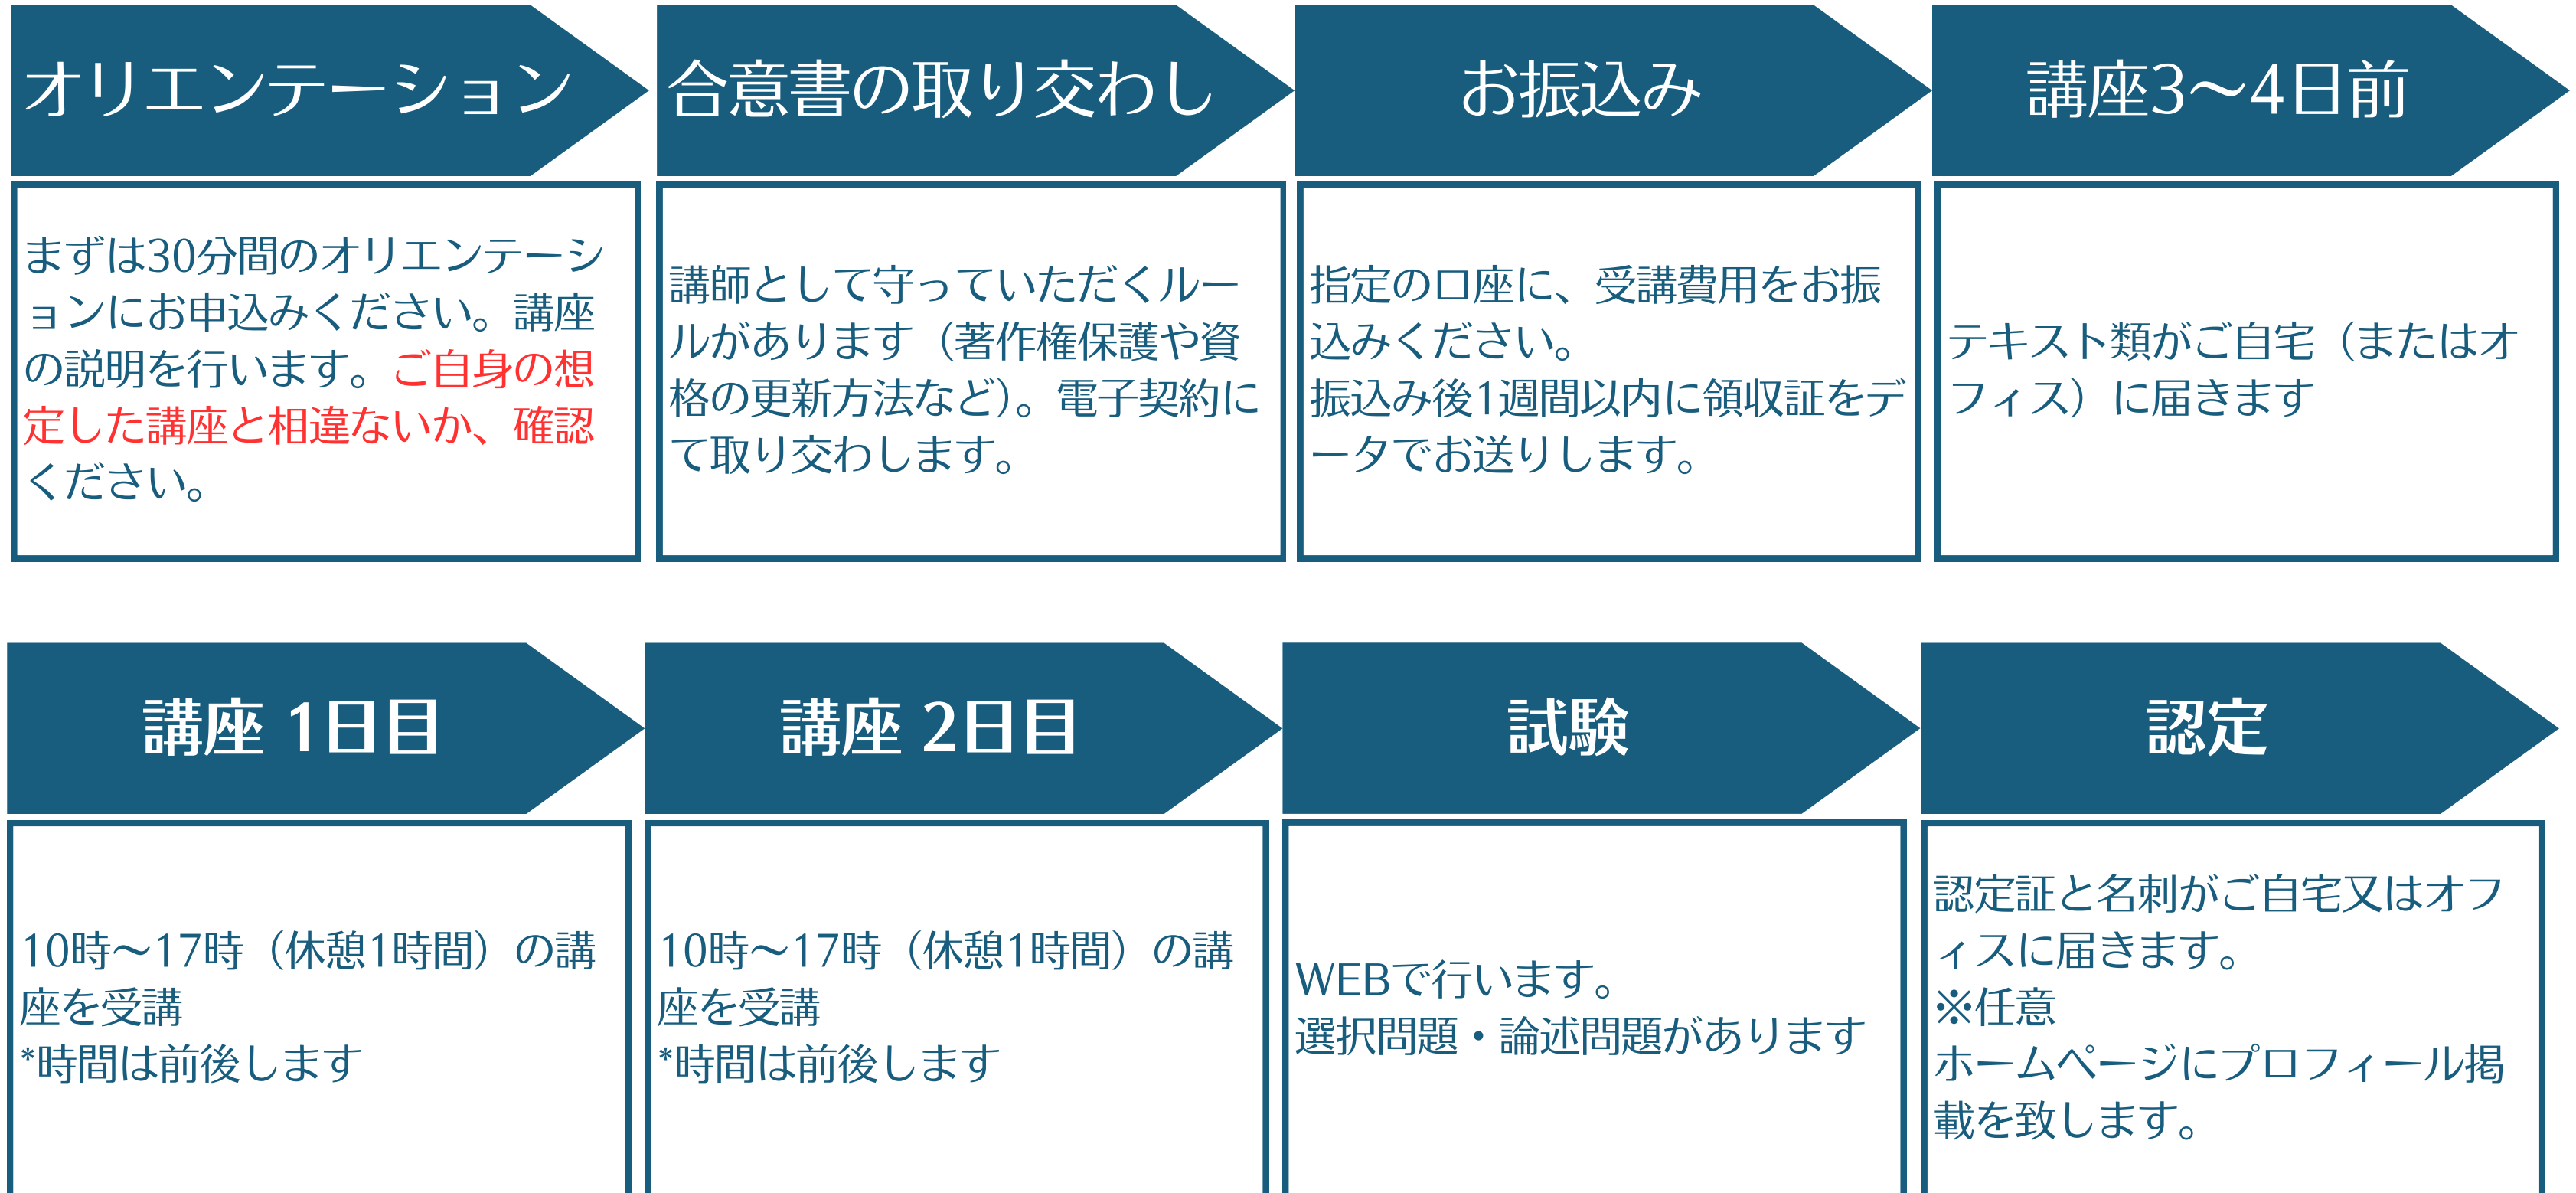 オリエンテーション
まずは30分間のオリエンテーシ
ョンにお申込みください。講座
の説明を行います。ご自身の想
定した講座と相違ないか、確認
ください。
合意書の取り交わし
講師として守っていただくルー
ルがあります（著作権保護や資
格の更新方法など）。電子契約に
て取り交わします。
お振込み
指定の口座に、受講費用をお振
込みください。
振込み後1週間以内に領収証をデ
ータでお送りします。
講座3〜4日前
テキスト類がご自宅（またはオ
フィス）に届きます
講座 1日目
10時〜17時（休憩1時間）の講
座を受講
*時間は前後します
講座 2日目
10時〜17時（休憩1時間）の講
座を受講
*時間は前後します
試験
WEBで行います。
選択問題・論述問題があります
認定
認定証と名刺がご自宅又はオフ
ィスに届きます。
※任意
ホームページにプロフィール掲
載を致します。